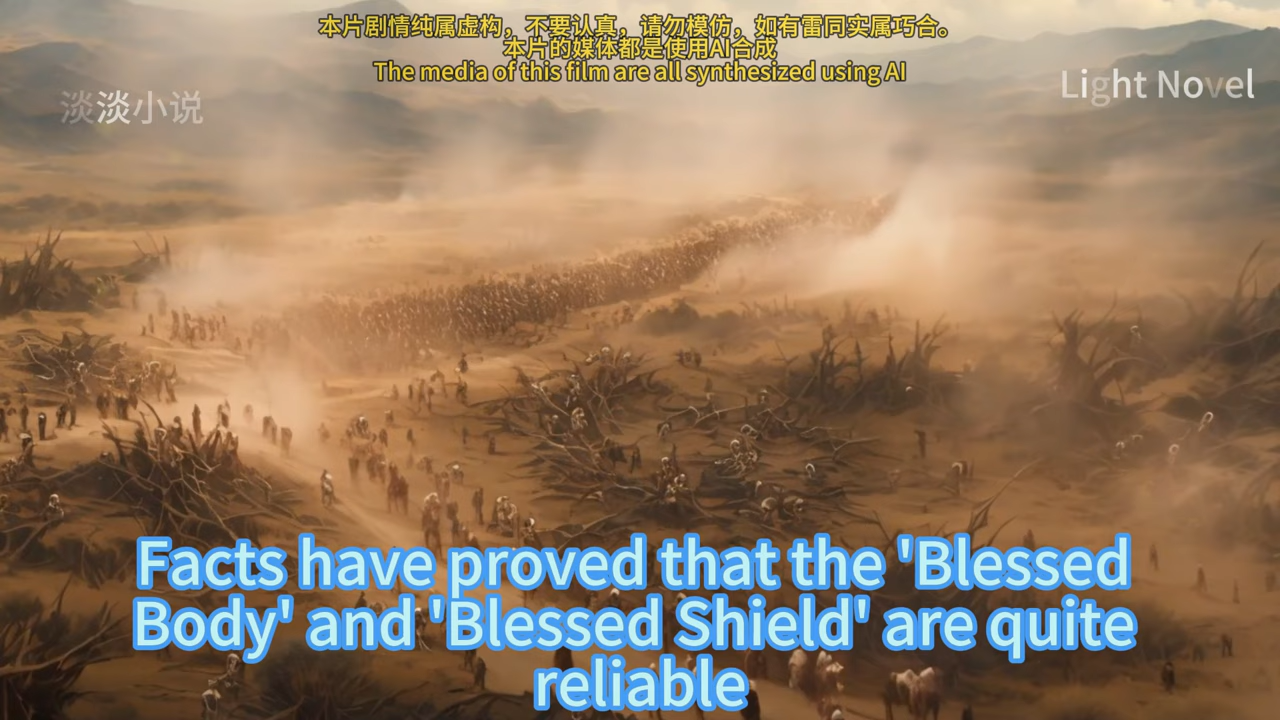 本片剧情纯属虚构，不要认真，请勿模仿，如有雷同实属巧合。
本片的媒体都是使用AI合成
The media of this film are all synthesized using AI
淡淡小说
Light Novel
Facts have proved that the 'Blessed
Body' and 'Blessed Shield' are quite
reliable